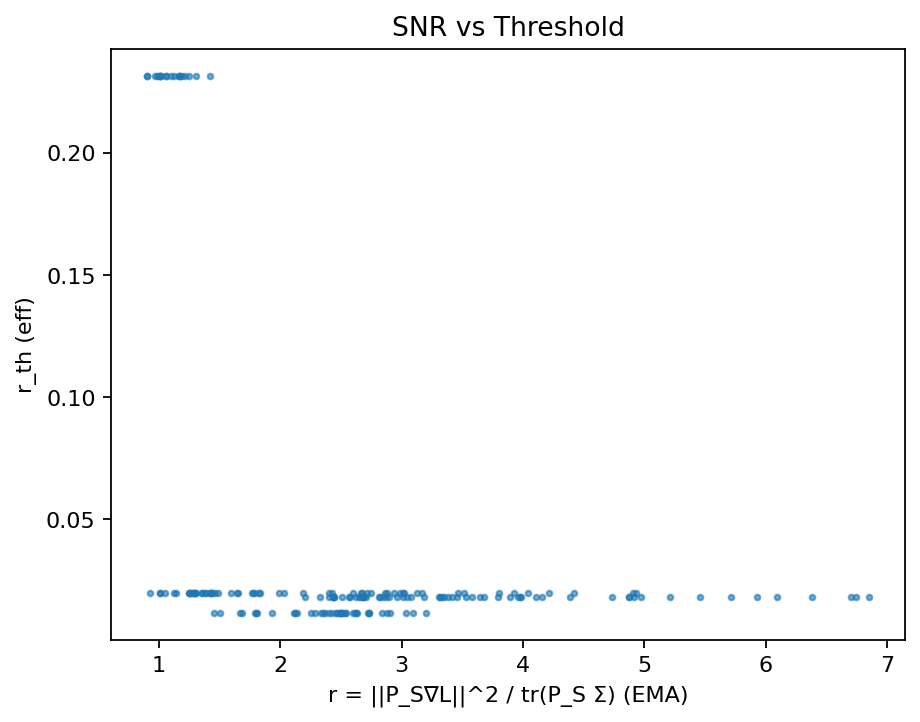 SNR vs Threshold
r_th (eff)
0.20
0.15
0.10
0.05
1 2 3 4 5 6 7
r = ||P_S∇L||^2 / tr(P_S Σ) (EMA)